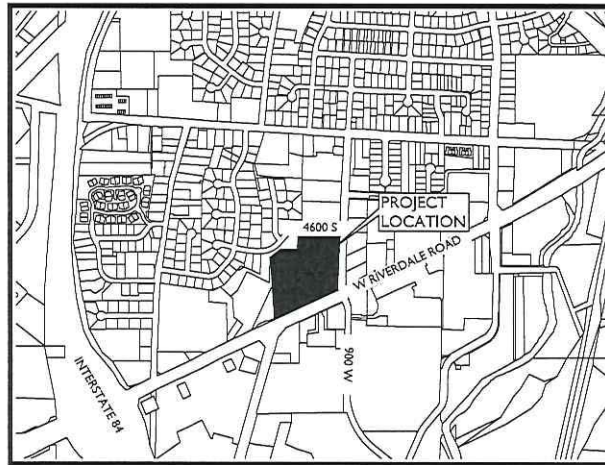 PROJECT
LOCATION
4600 S
W RIVERDALE ROAD
900 W
INTERSTATE 84